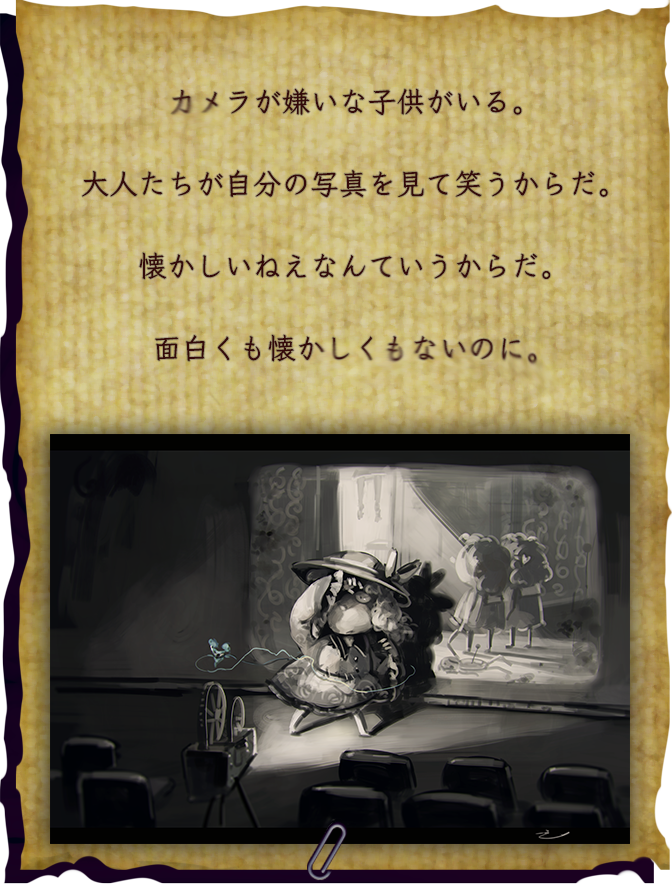 カメラが嫌いな子供がいる。
大人たちが自分の写真を見て笑うからだ。
懐かしいねえなんていうからだ。
面白くも懐かしくもないのに。